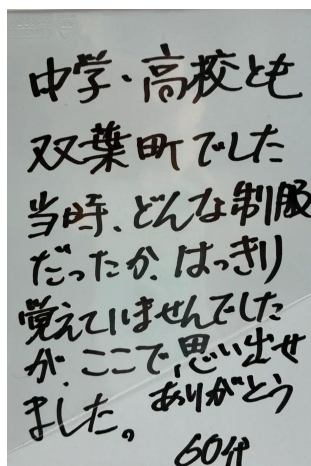 中学・高校とも
双葉町でした
当時、どんな制服
だったか、はっきり
覚えていませんでした
が、ここで思い出せ
ました。ありがとう
60代